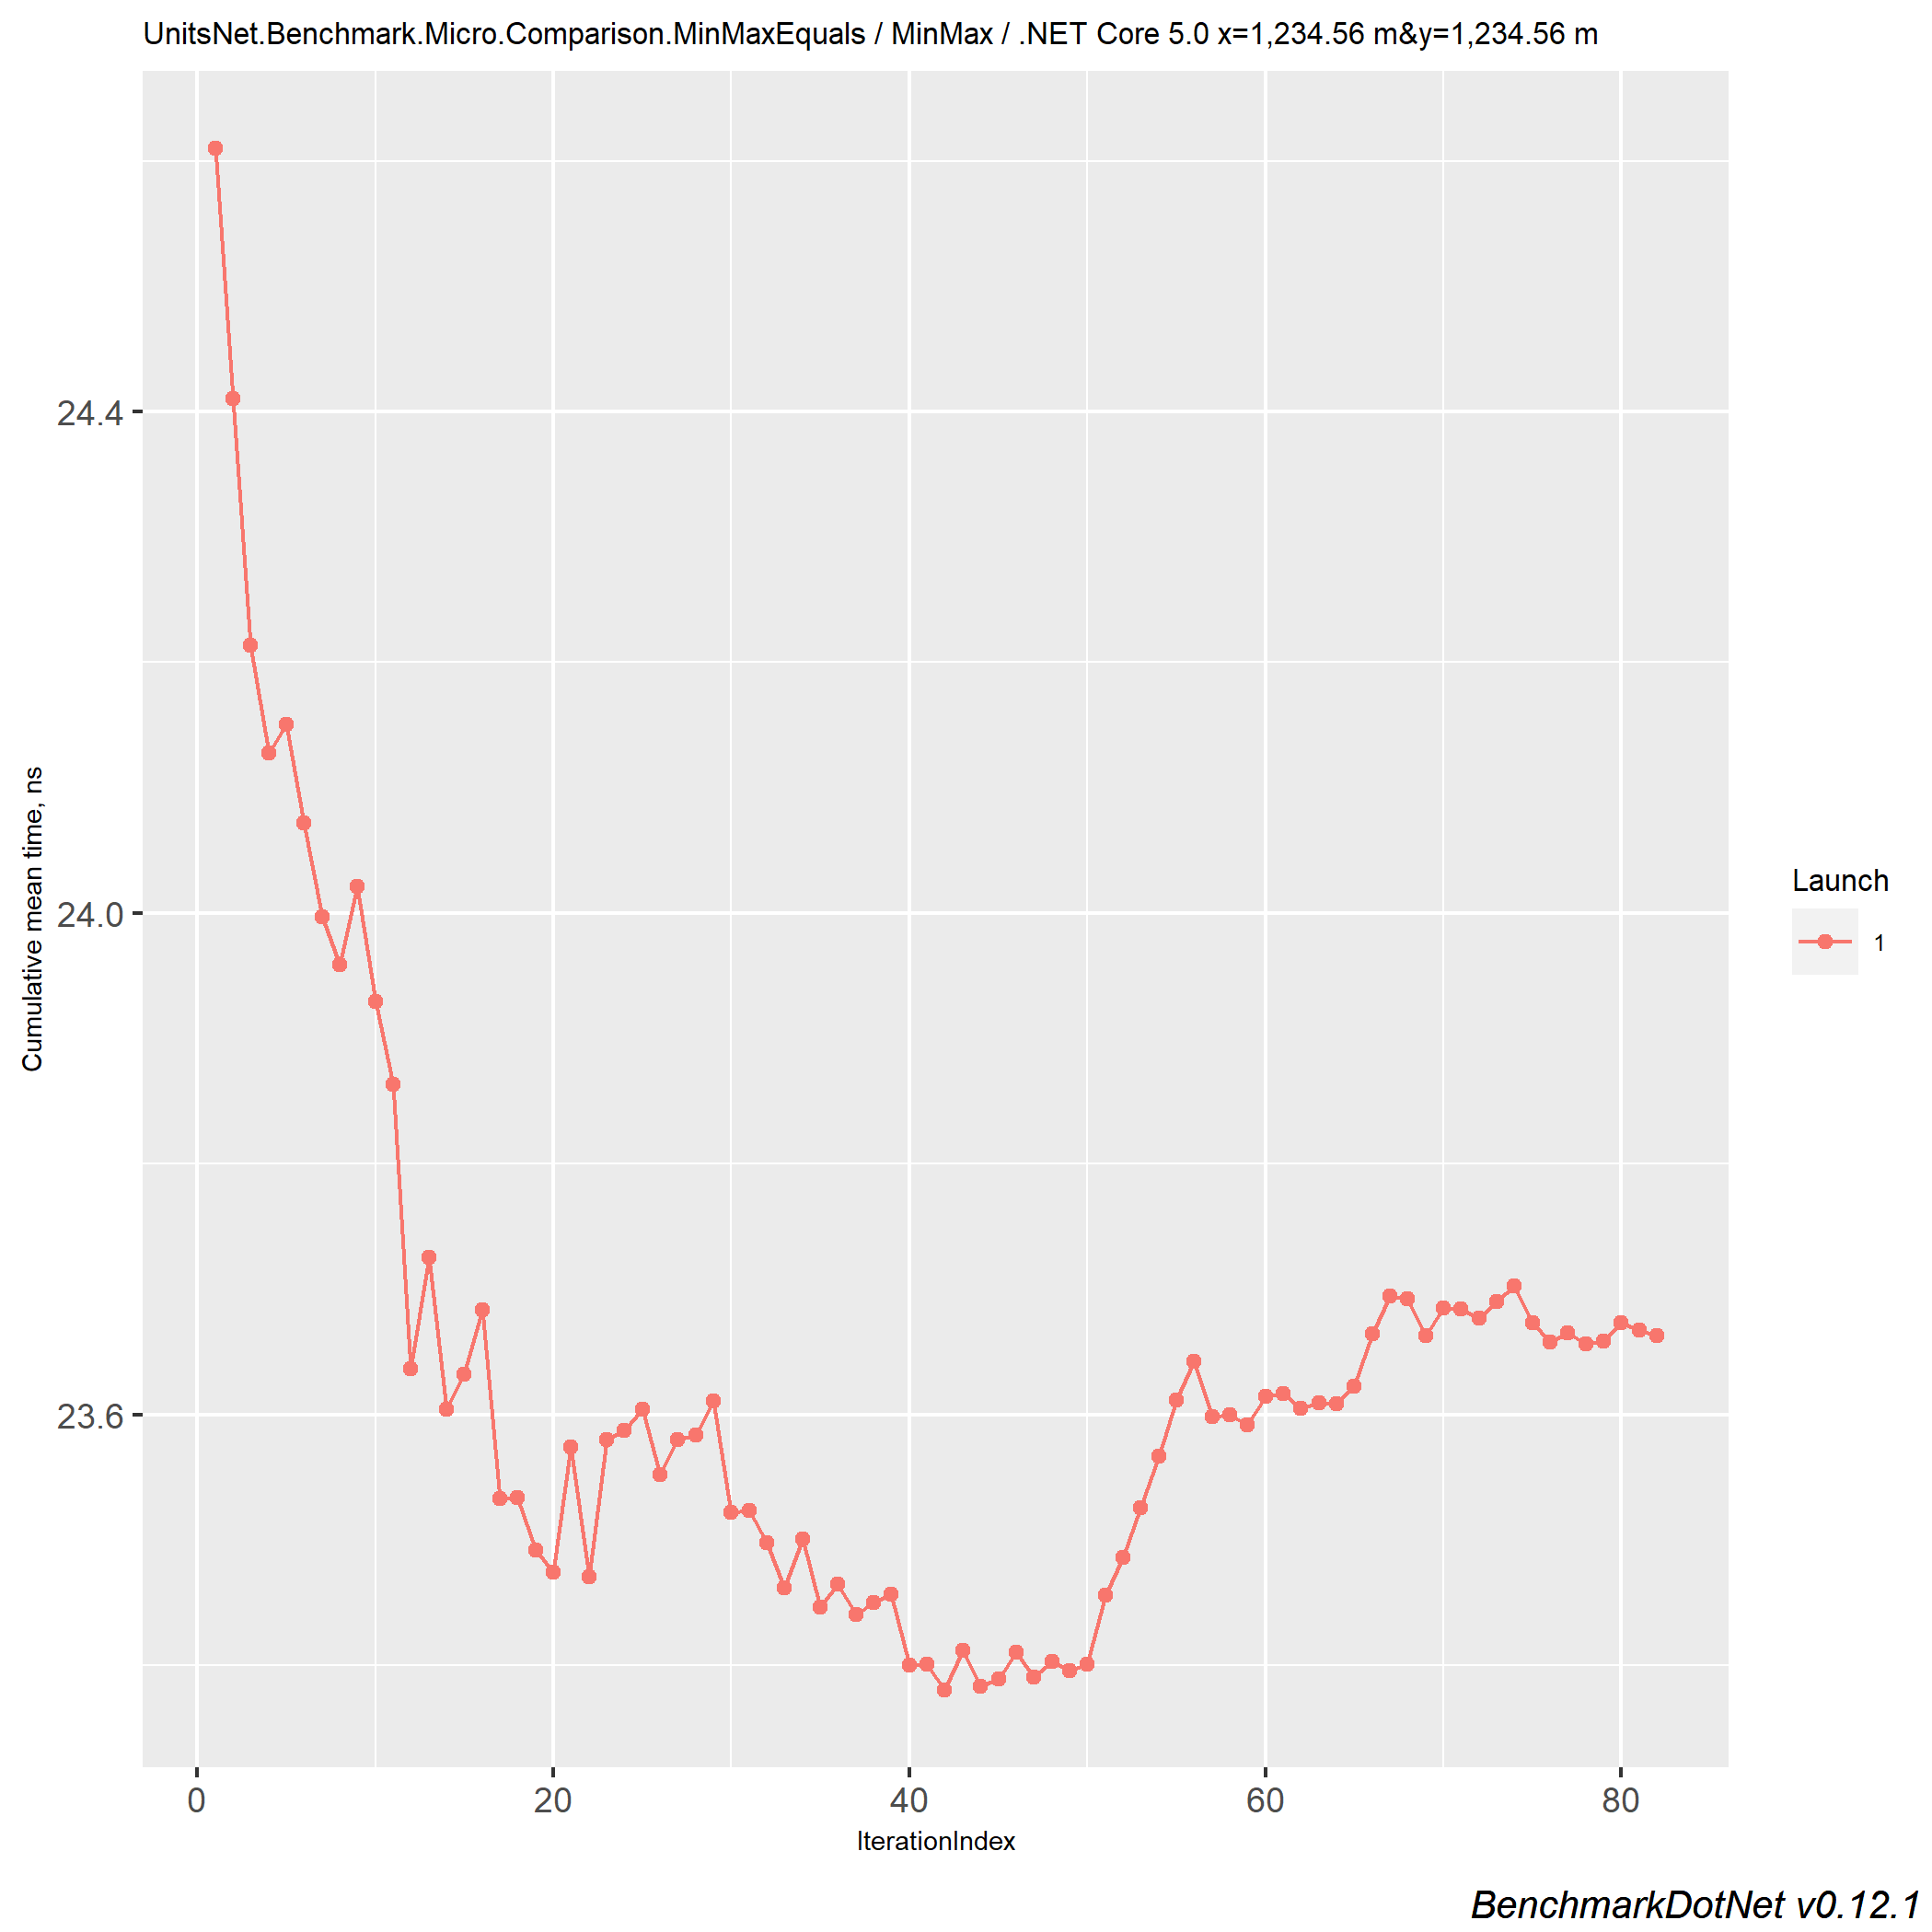 UnitsNet.Benchmark.Micro.Comparison.MinMaxEquals / MinMax / .NET Core 5.0 x=1,234.56 m&y=1,234.56 m
24.4
24.0
23.6
Cumulative mean time, ns
0 20 40 60 80
IterationIndex
Launch
1
BenchmarkDotNet v0.12.1